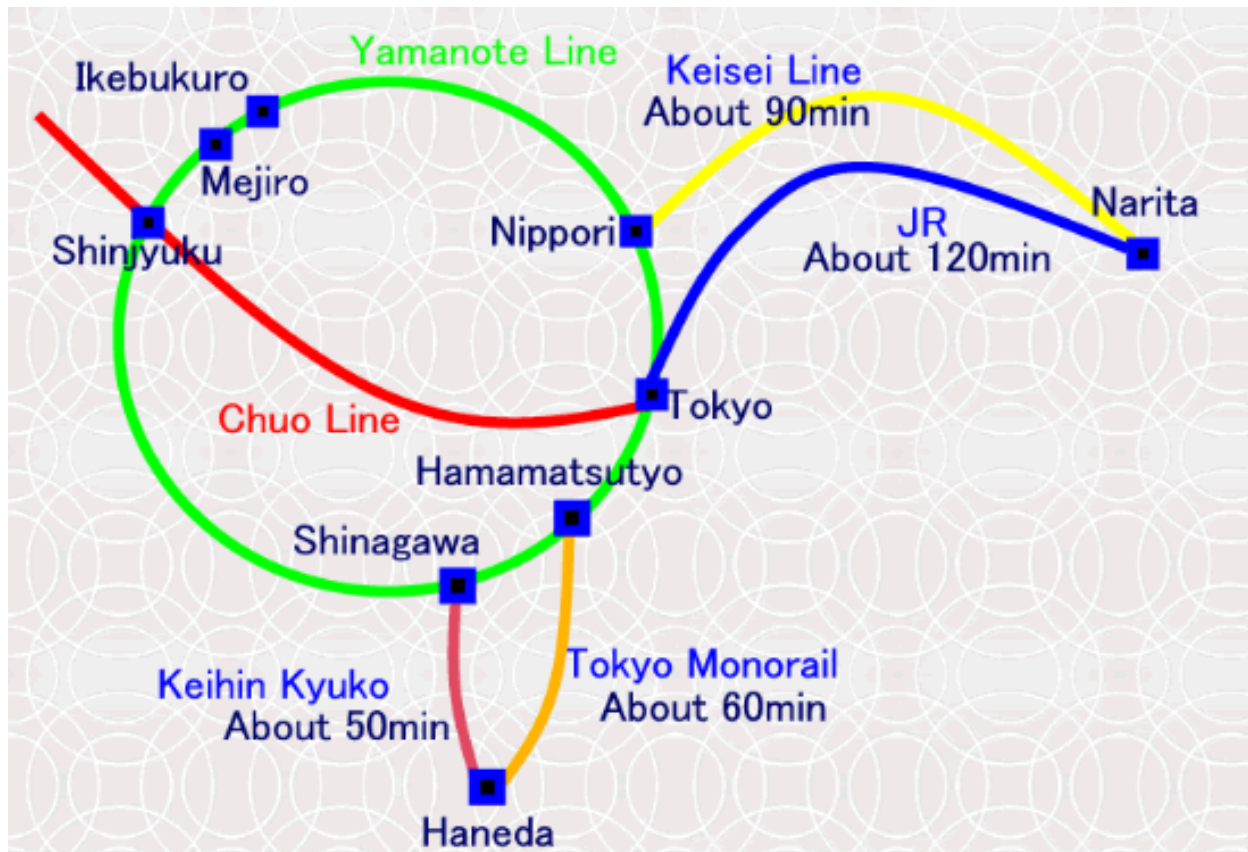 Yamanote Line
Ikebukuro
Keisei Line
About 90min
Mejiro
Narita
Shinjyuku
Nippori
JR
About 120min
Chuo Line
Tokyo
Hamamatsutyo
Shinagawa
Keihin Kyuko
About 50min
Tokyo Monorail
About 60min
Haneda